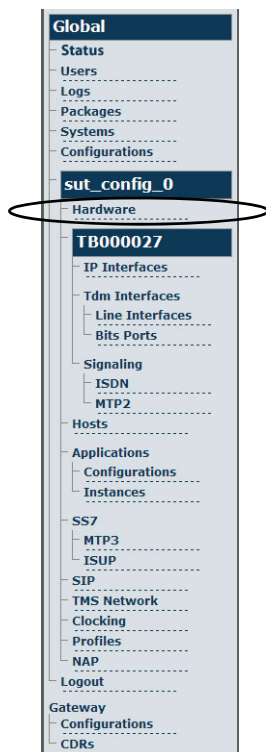 Global
Status
Users
Logs
Packages
Systems
Configurations
sut_config_0
Hardware
TB000027
IP Interfaces
Tdm Interfaces
Line Interfaces
Bits Ports
Signaling
ISDN
MTP2
Hosts
Applications
Configurations
Instances
SS7
MTP3
ISUP
SIP
TMS Network
Clocking
Profiles
NAP
Logout
Gateway
Configurations
CDRs